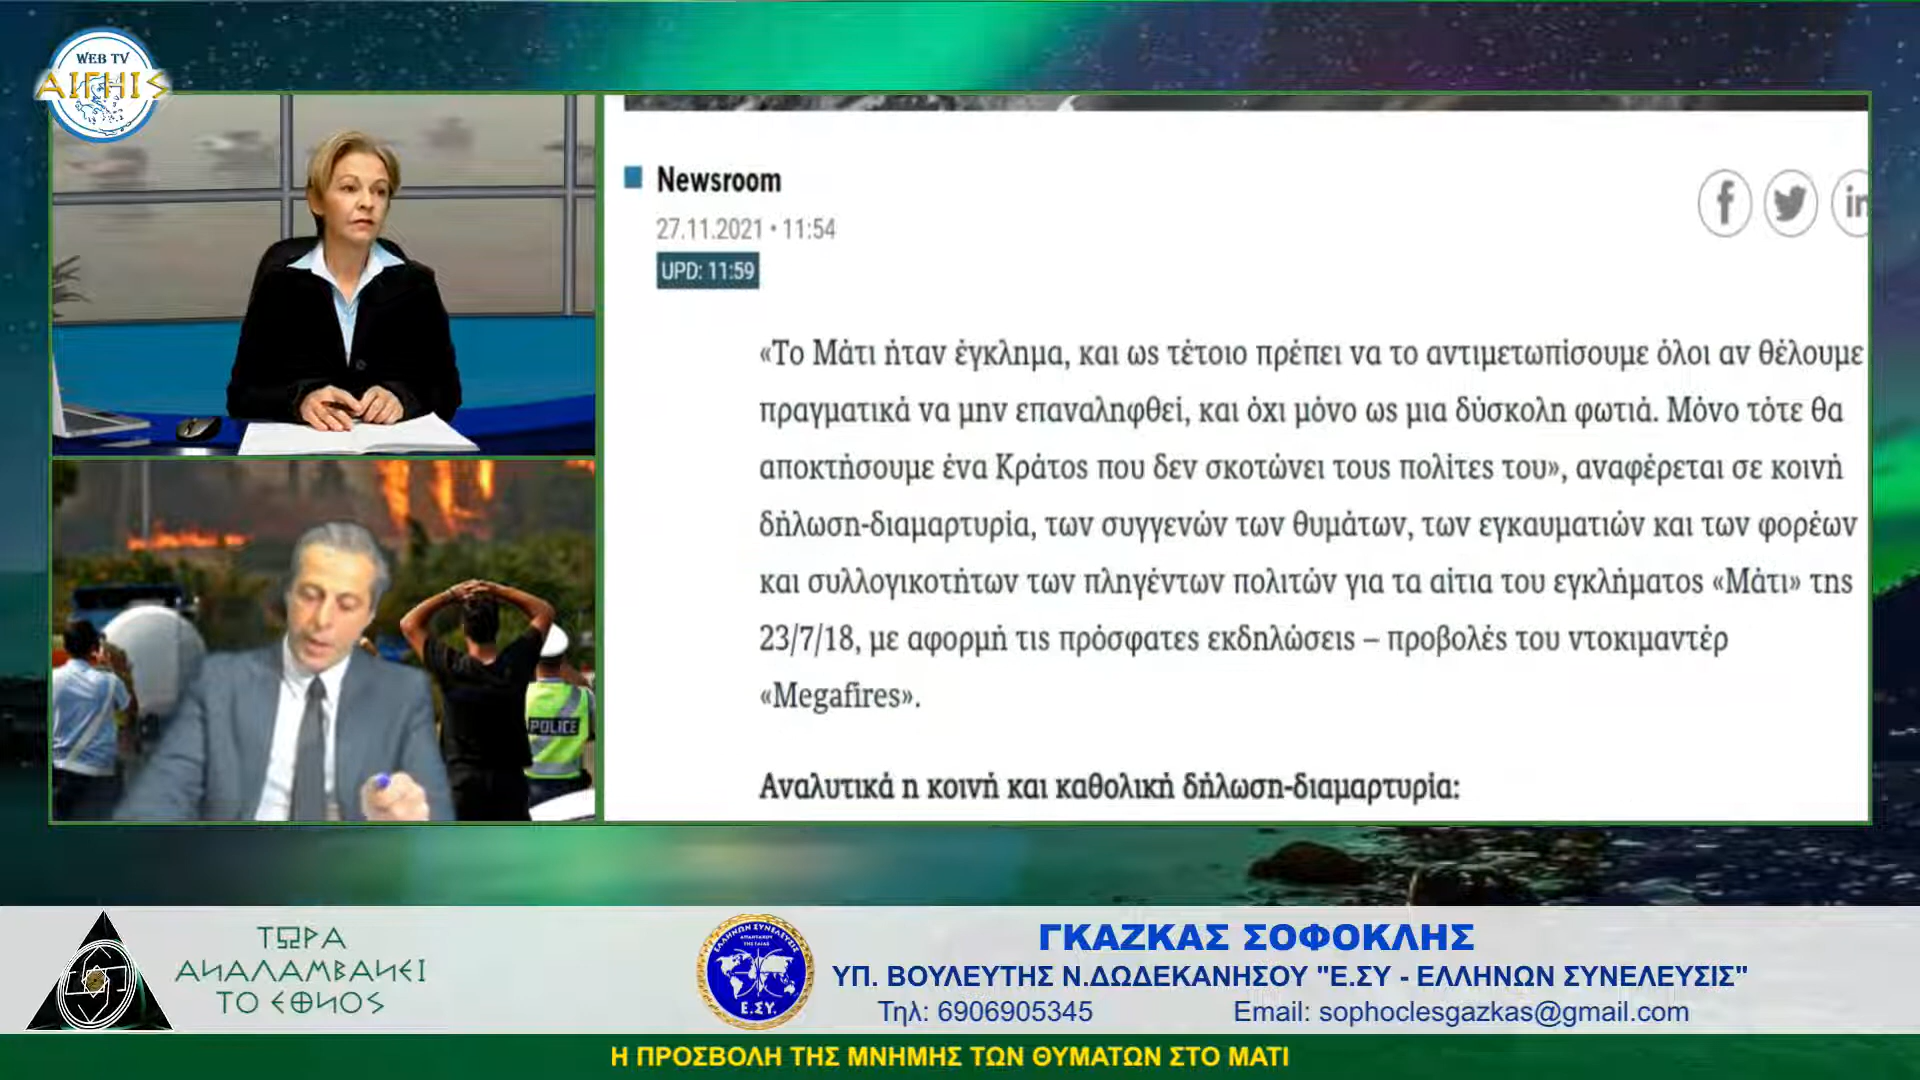 WEB TV
ΑΙΓΗΙΣ
Newsroom
27.11.2021 • 11:54
UPD: 11:59
«Το Μάτι ήταν έγκλημα, και ως τέτοιο πρέπει να το αντιμετωπίσουμε όλοι αν θέλουμε
πραγματικά να μην επαναληφθεί, και όχι μόνο ως μια δύσκολη φωτιά. Μόνο τότε θα
αποκτήσουμε ένα Κράτος που δεν σκοτώνει τους πολίτες του», αναφέρεται σε κοινή
δήλωση-διαμαρτυρία, των συγγενών των θυμάτων, των εγκαυματιών και των φορέων
και συλλογικοτήτων των πληγέντων πολιτών για τα αίτια του εγκλήματος «Μάτι» της
23/7/18, με αφορμή τις πρόσφατες εκδηλώσεις – προβολές του ντοκιμαντέρ
«Megafires».
Αναλυτικά η κοινή και καθολική δήλωση-διαμαρτυρία:
POLICE
ΤΩΡΑ
ΑΝΑΛΑΜΒΑΝΕΙ
ΤΟ ΕΘΝΟΣ
ΕΛΛΗΝΩΝ ΣΥΝΕΛΕΥΣΙΣ
Ε.ΣΥ.
ΓΚΑΖΚΑΣ ΣΟΦΟΚΛΗΣ
ΥΠ. ΒΟΥΛΕΥΤΗΣ Ν.ΔΩΔΕΚΑΝΗΣΟΥ "Ε.ΣΥ - ΕΛΛΗΝΩΝ ΣΥΝΕΛΕΥΣΙΣ"
Τηλ: 6906905345 Email: sophoclesgazkas@gmail.com
Η ΠΡΟΣΒΟΛΗ ΤΗΣ ΜΝΗΜΗΣ ΤΩΝ ΘΥΜΑΤΩΝ ΣΤΟ ΜΑΤΙ